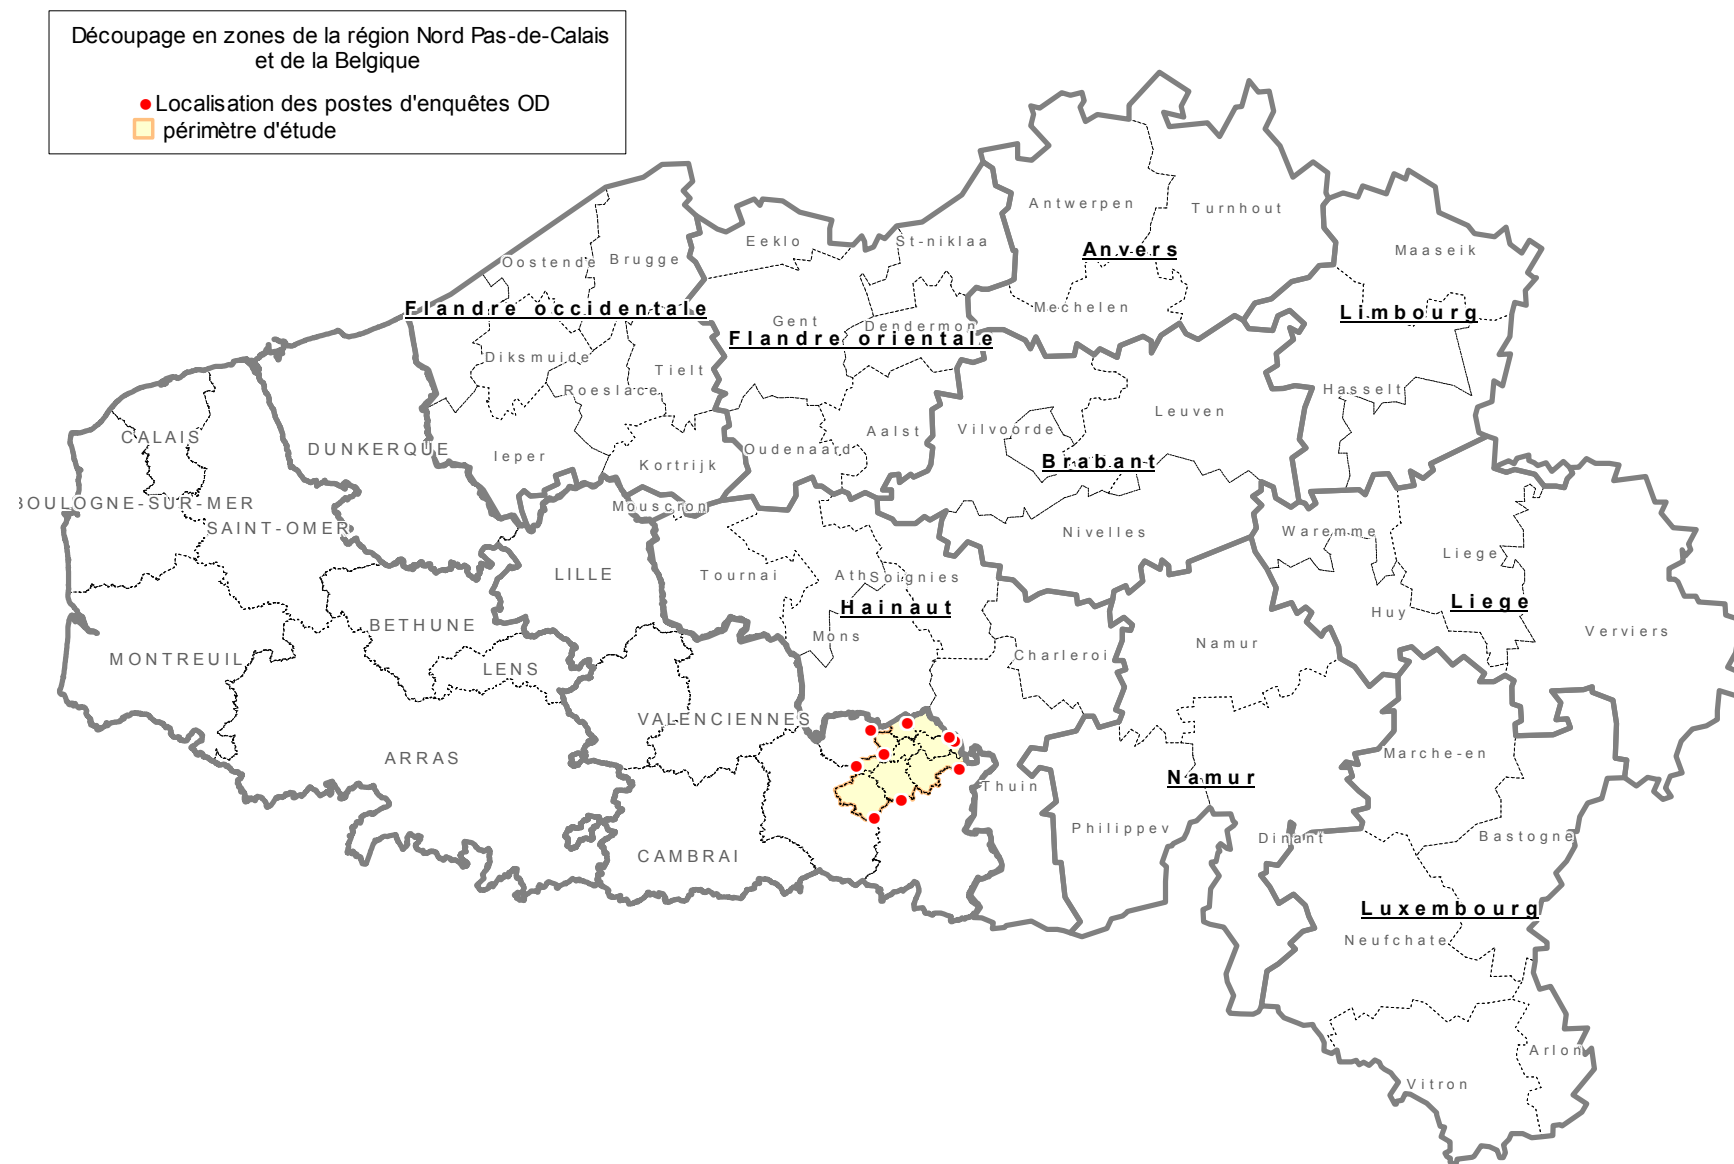 Découpage en zones de la région Nord Pas-de-Calais
et de la Belgique
Localisation des postes d'enquêtes OD
périmètre d'étude
Antwerpen
Turnhout
Eeklo
St-niklaa
Anvers
Maaseik
Oostende
Brugge
Mechelen
Flandre occidentale
Limbourg
Gent
Dendermon
Flandre orientale
Diksmuide
Tielt
Roeslace
Hasselt
Leuven
CALAIS
Aalst
Vilvoorde
DUNKERQUE
Oudenaard
Ieper
Kortrijk
Brabant
BOULOGNE-SUR-MER
Mouscron
SAINT-OMER
Nivelles
Waremme
Liege
LILLE
Tournai
Ath
Soignies
Hainaut
Liege
Huy
BETHUNE
Mons
Verviers
Namur
MONTREUIL
LENS
Charleroi
VALENCIENNES
ARRAS
Marche-en
Thuin
Namur
Philippev
Dinant
Bastogne
CAMBRAI
Luxembourg
Neufchate
Arlon
Vitron